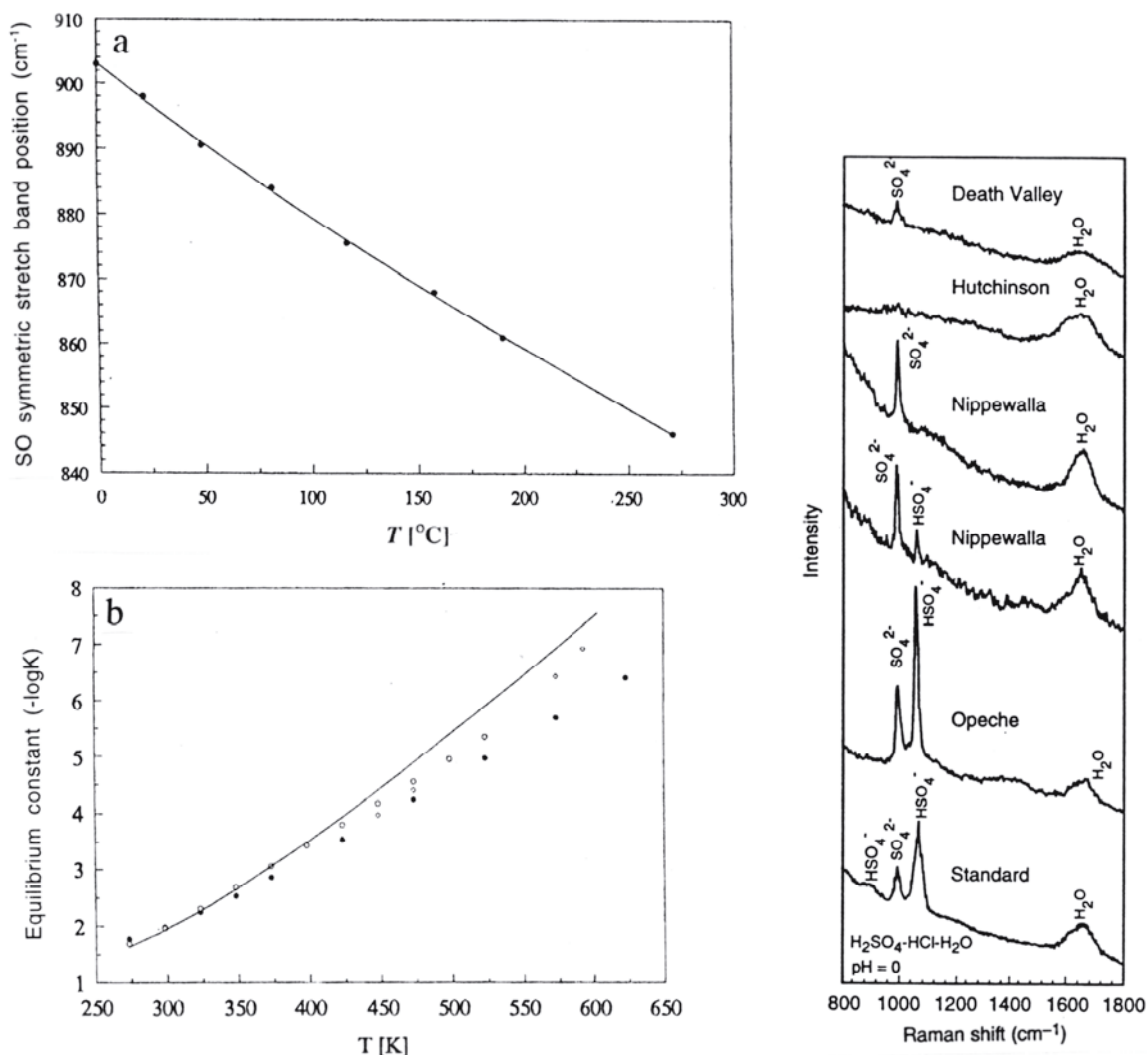 a
SO symmetric stretch band position (cm⁻¹)
910
900
890
880
870
860
850
840
0
50
100
150
200
250
300
T [°C]
b
Equilibrium constant (-logK)
8
7
6
5
4
3
2
1
250
300
350
400
450
500
550
600
650
T [K]
Intensity
SO₄²⁻
Death Valley
H₂O
Hutchinson
H₂O
SO₄²⁻
Nippewalla
H₂O
SO₄²⁻
HSO₄⁻
Nippewalla
H₂O
SO₄²⁻
HSO₄⁻
Opeche
H₂O
HSO₄⁻
SO₄²⁻
HSO₄⁻
Standard
H₂O
H₂SO₄-HCl-H₂O
pH = 0
800
1000
1200
1400
1600
1800
Raman shift (cm⁻¹)